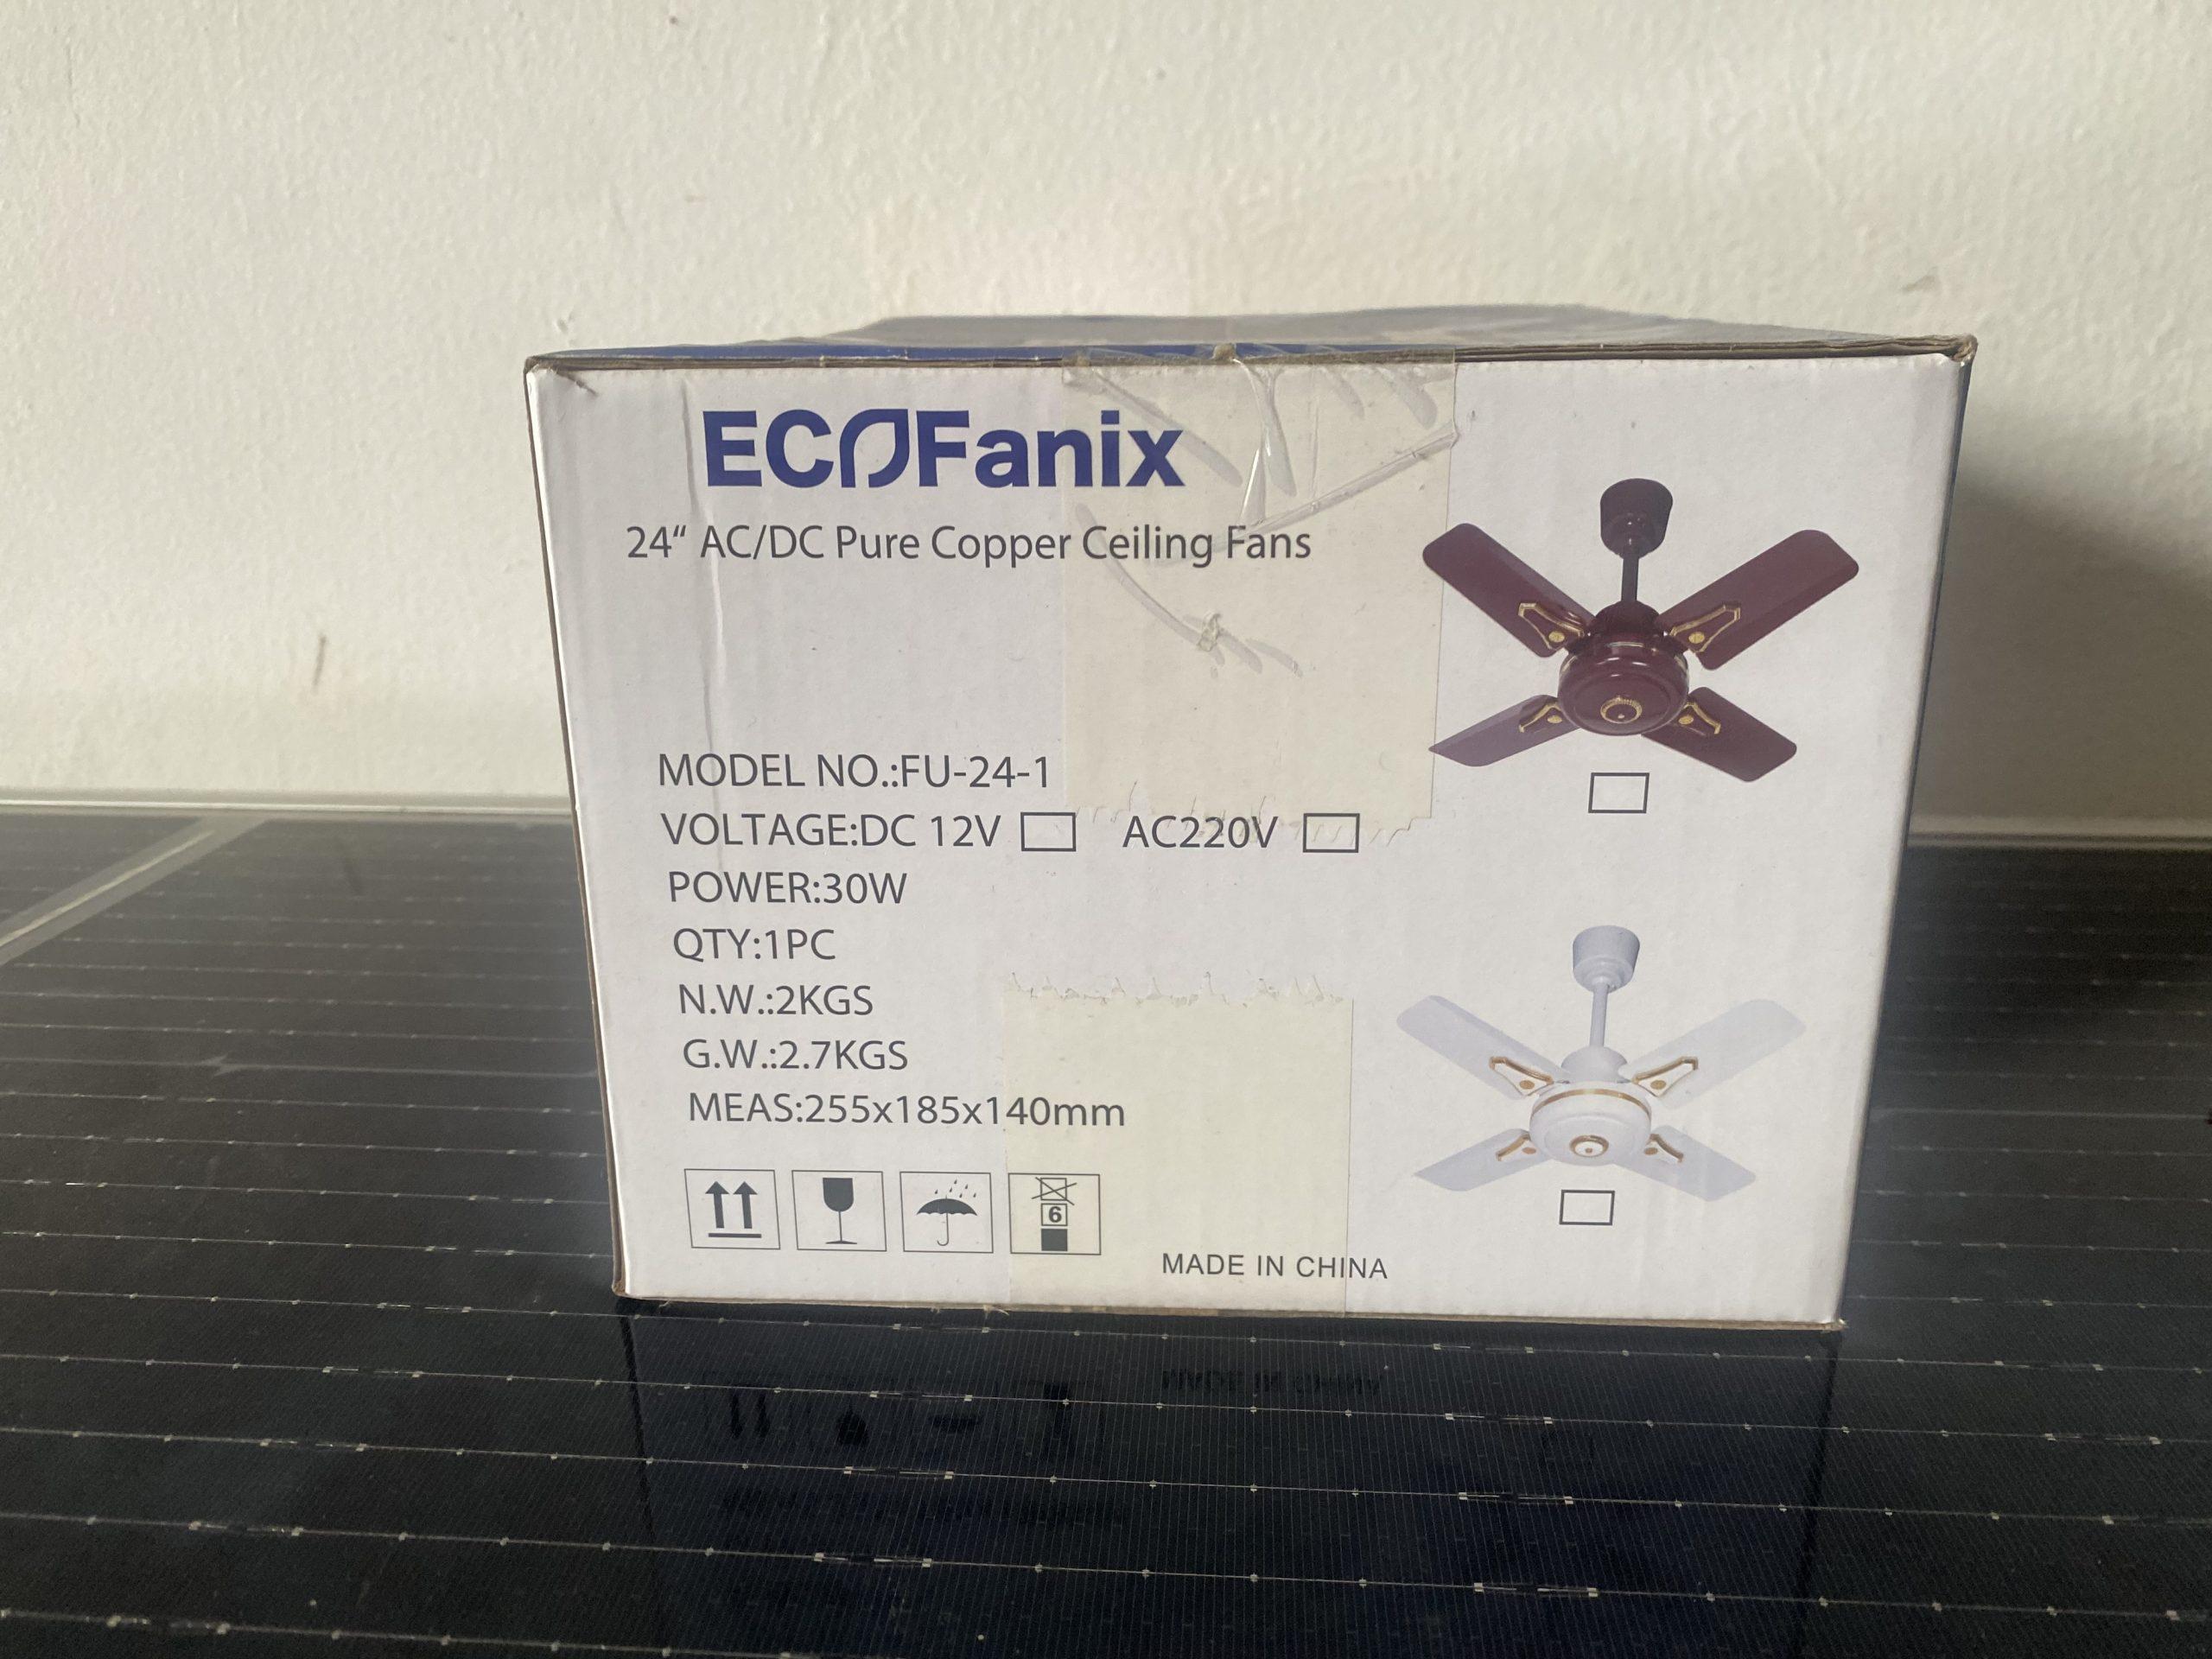 ECOFanix
24“ AC/DC Pure Copper Ceiling Fans
MODEL NO.:FU-24-1
VOLTAGE:DC 12V AC220V
POWER:30W
QTY:1PC
N.W.:2KGS
G.W.:2.7KGS
MEAS:255x185x140mm
6
MADE IN CHINA